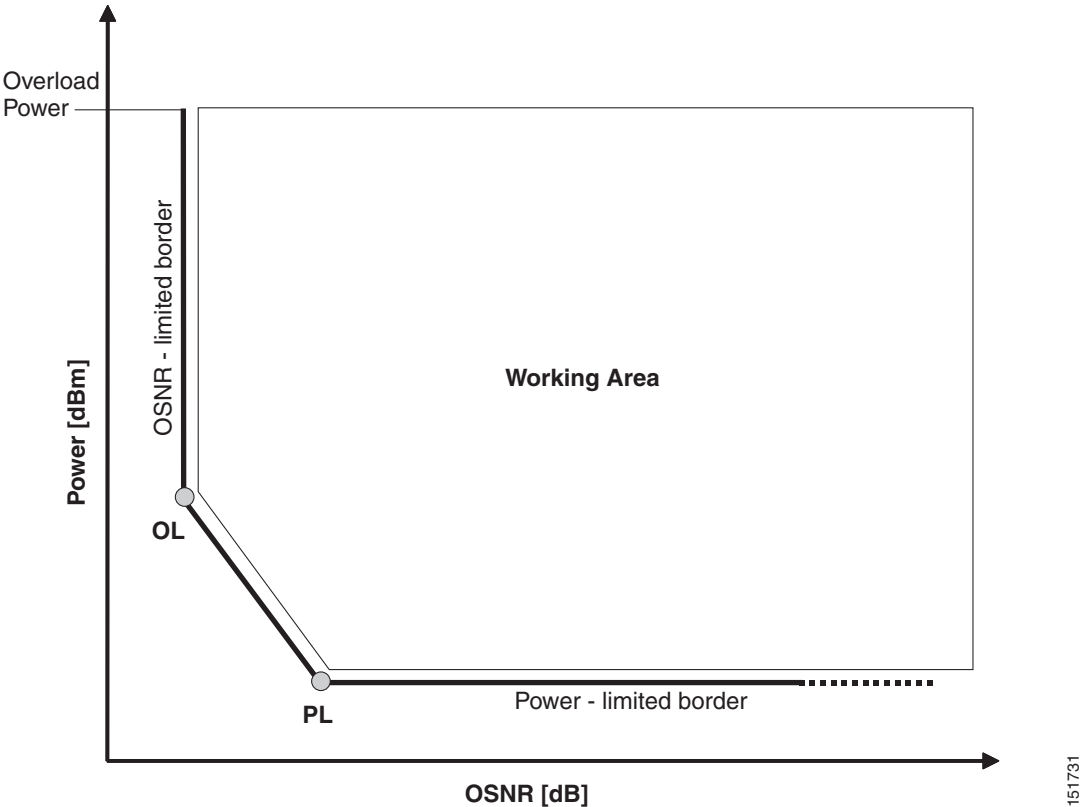 Overload
Power
OSNR - limited border
Power [dBm]
Working Area
OL
Power - limited border
PL
OSNR [dB]
151731